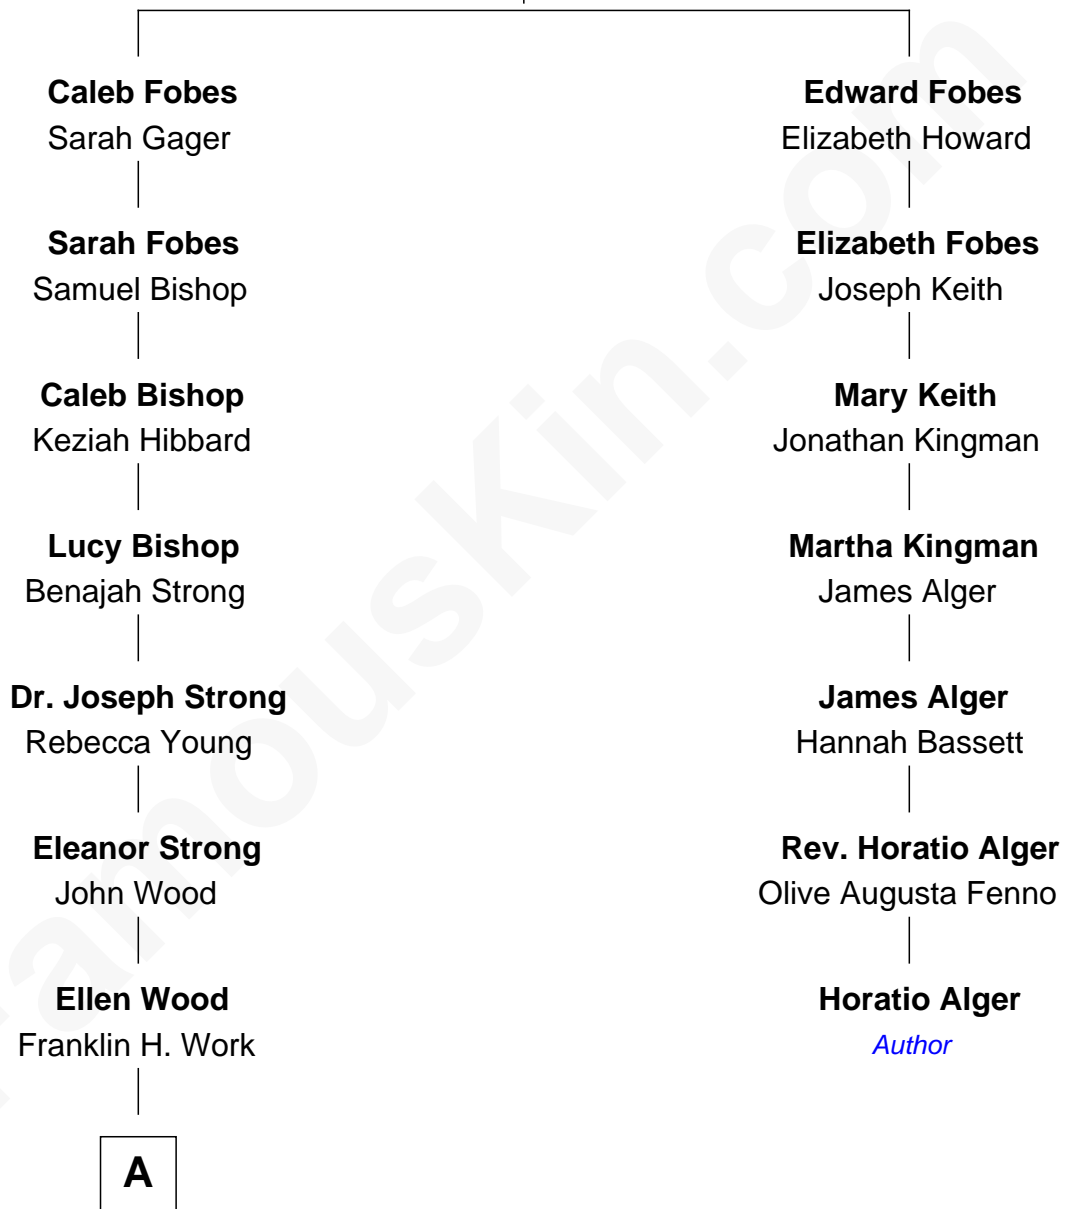 Caleb Fobes
Sarah Gager
Edward Fobes
Elizabeth Howard
Sarah Fobes
Samuel Bishop
Elizabeth Fobes
Joseph Keith
Caleb Bishop
Keziah Hibbard
Mary Keith
Jonathan Kingman
Lucy Bishop
Benajah Strong
Martha Kingman
James Alger
Dr. Joseph Strong
Rebecca Young
James Alger
Hannah Bassett
Eleanor Strong
John Wood
Rev. Horatio Alger
Olive Augusta Fenno
Ellen Wood
Franklin H. Work
Horatio Alger
Author
A
FamousKin.com